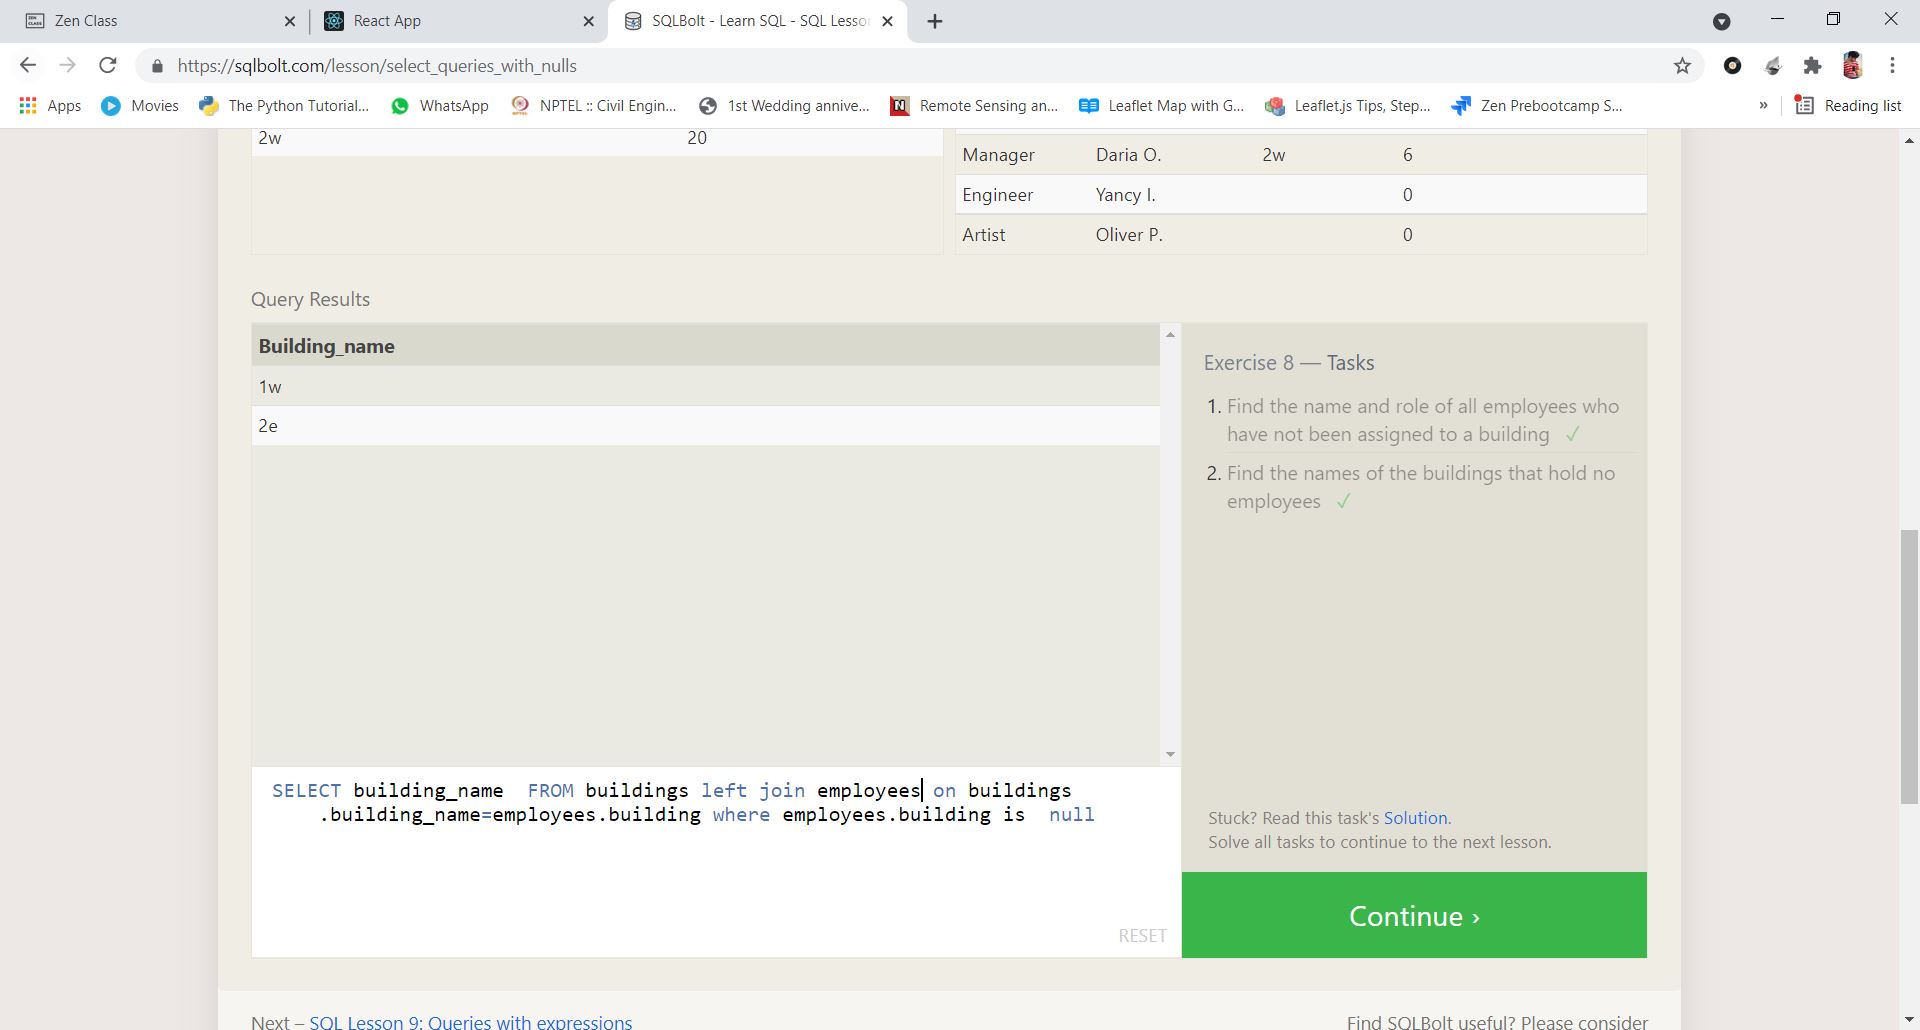 Zen Class
React App
SQLBolt - Learn SQL - SQL Lesso
https://sqlbolt.com/lesson/select_queries_with_nulls
Apps
Movies
The Python Tutorial...
WhatsApp
NPTEL :: Civil Engin...
1st Wedding annive...
Remote Sensing an...
Leaflet Map with G...
Leaflet.js Tips, Step...
Zen Prebootcamp S...
»
Reading list
2w 20
Manager Daria O. 2w 6
Engineer Yancy I. 0
Artist Oliver P. 0
Query Results
Building_name
1w
2e
Exercise 8 — Tasks
1. Find the name and role of all employees who
have not been assigned to a building ✓
2. Find the names of the buildings that hold no
employees ✓
SELECT building_name  FROM buildings left join employees on buildings
.building_name=employees.building where employees.building is  null
RESET
Stuck? Read this task's Solution.
Solve all tasks to continue to the next lesson.
Continue ›
Next – SQL Lesson 9: Queries with expressions
Find SQLBolt useful? Please consider